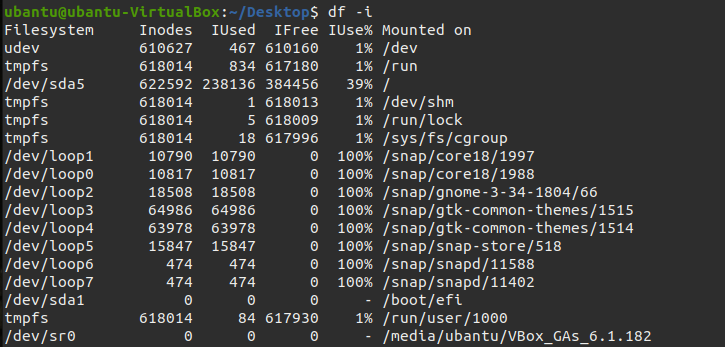 ubantu@ubantu-VirtualBox:~/Desktop$ df -i
Filesystem Inodes IUsed IFree IUse% Mounted on
udev 610627 467 610160 1% /dev
tmpfs 618014 834 617180 1% /run
/dev/sda5 622592 238136 384456 39% /
tmpfs 618014 1 618013 1% /dev/shm
tmpfs 618014 5 618009 1% /run/lock
tmpfs 618014 18 617996 1% /sys/fs/cgroup
/dev/loop1 10790 10790 0 100% /snap/core18/1997
/dev/loop0 10817 10817 0 100% /snap/core18/1988
/dev/loop2 18508 18508 0 100% /snap/gnome-3-34-1804/66
/dev/loop3 64986 64986 0 100% /snap/gtk-common-themes/1515
/dev/loop4 63978 63978 0 100% /snap/gtk-common-themes/1514
/dev/loop5 15847 15847 0 100% /snap/snap-store/518
/dev/loop6 474 474 0 100% /snap/snapd/11588
/dev/loop7 474 474 0 100% /snap/snapd/11402
/dev/sda1 0 0 0 - /boot/efi
tmpfs 618014 84 617930 1% /run/user/1000
/dev/sr0 0 0 0 - /media/ubantu/VBox_GAs_6.1.182